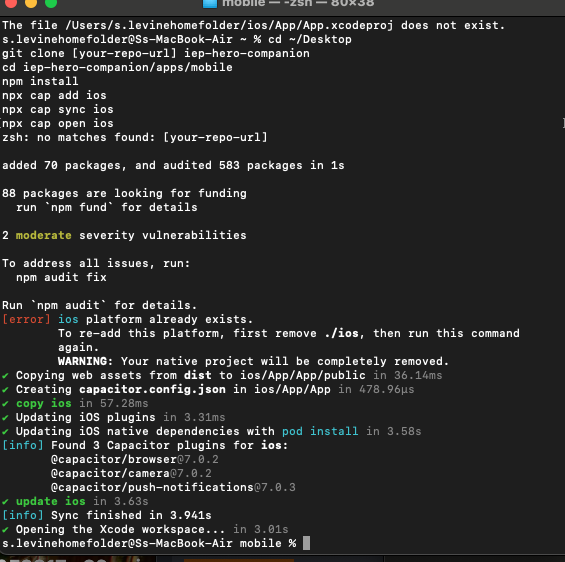 mobile — -zsh — 80×38
The file /Users/s.levinehomefolder/ios/App/App.xcodeproj does not exist.
s.levinehomefolder@Ss-MacBook-Air ~ % cd ~/Desktop
git clone [your-repo-url] iep-hero-companion
cd iep-hero-companion/apps/mobile
npm install
npx cap add ios
npx cap sync ios
npx cap open ios
zsh: no matches found: [your-repo-url]
added 70 packages, and audited 583 packages in 1s
88 packages are looking for funding
run `npm fund` for details
2 moderate severity vulnerabilities
To address all issues, run:
npm audit fix
Run `npm audit` for details.
[error] ios platform already exists.
To re-add this platform, first remove ./ios, then run this command
again.
WARNING: Your native project will be completely removed.
✔ Copying web assets from dist to ios/App/App/public in 36.14ms
✔ Creating capacitor.config.json in ios/App/App in 478.96μs
✔ copy ios in 57.28ms
✔ Updating iOS plugins in 3.31ms
✔ Updating iOS native dependencies with pod install in 3.58s
[info] Found 3 Capacitor plugins for ios:
@capacitor/browser@7.0.2
@capacitor/camera@7.0.2
@capacitor/push-notifications@7.0.3
✔ update ios in 3.63s
[info] Sync finished in 3.941s
✔ Opening the Xcode workspace... in 3.01s
s.levinehomefolder@Ss-MacBook-Air mobile %